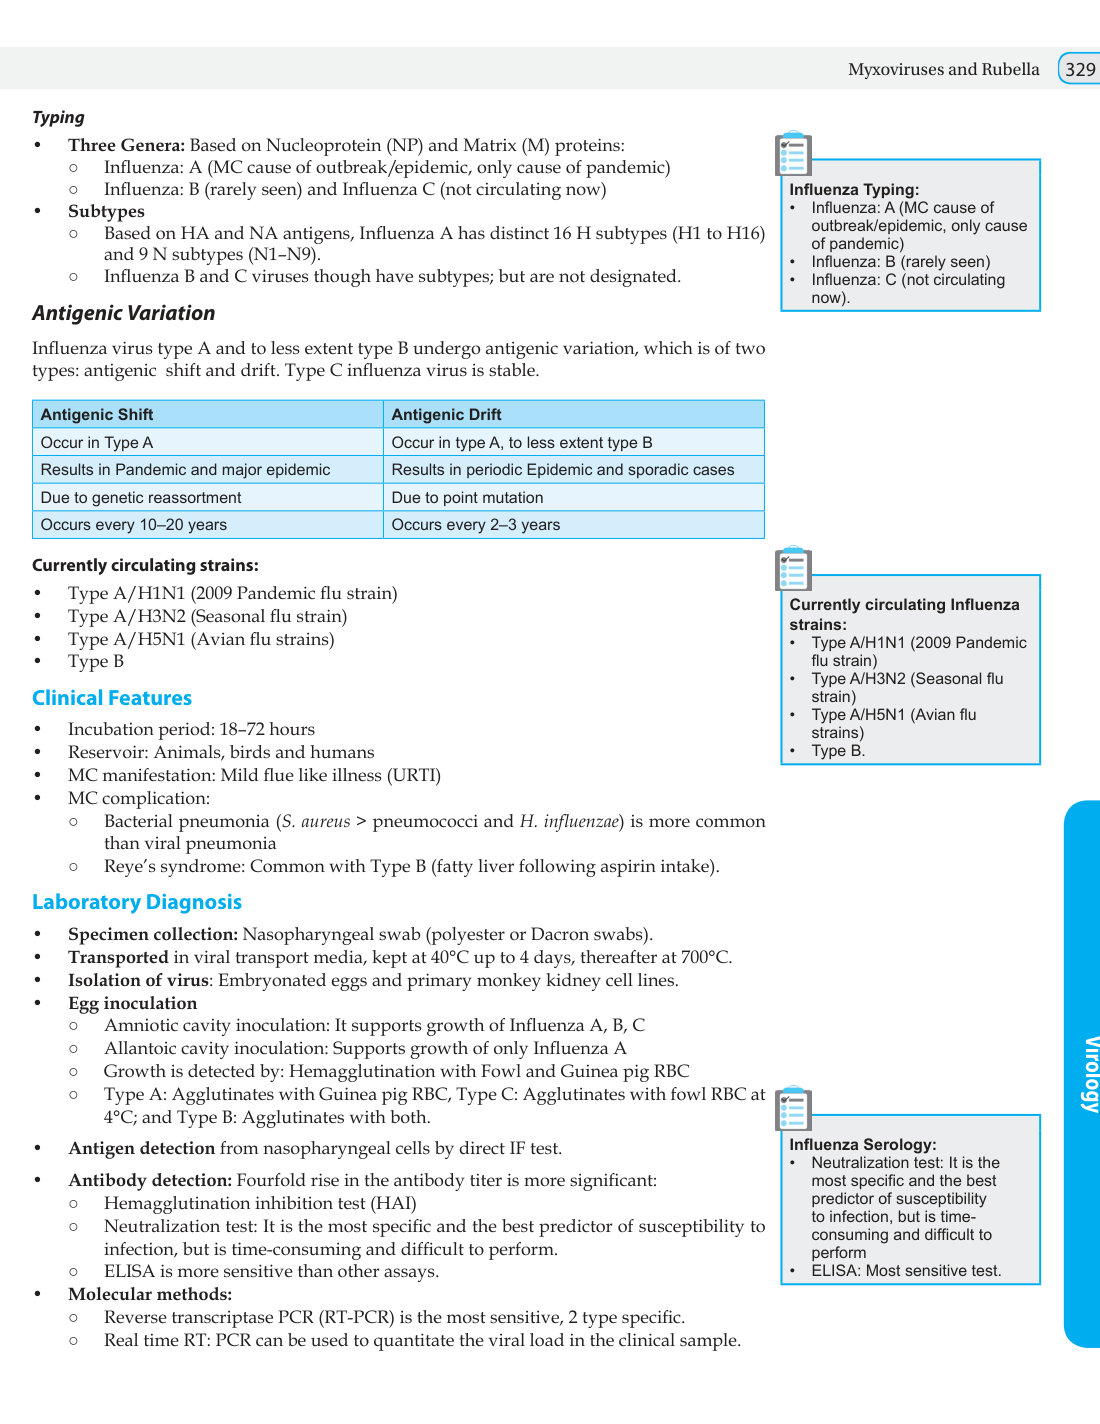 Myxoviruses and Rubella 329
Typing
• Three Genera: Based on Nucleoprotein (NP) and Matrix (M) proteins:
○ Influenza: A (MC cause of outbreak/epidemic, only cause of pandemic)
○ Influenza: B (rarely seen) and Influenza C (not circulating now)
• Subtypes
○ Based on HA and NA antigens, Influenza A has distinct 16 H subtypes (H1 to H16)
and 9 N subtypes (N1–N9).
○ Influenza B and C viruses though have subtypes; but are not designated.
Influenza Typing:
• Influenza: A (MC cause of
outbreak/epidemic, only cause
of pandemic)
• Influenza: B (rarely seen)
• Influenza: C (not circulating
now).
Antigenic Variation
Influenza virus type A and to less extent type B undergo antigenic variation, which is of two
types: antigenic shift and drift. Type C influenza virus is stable.
Antigenic Shift Antigenic Drift
Occur in Type A Occur in type A, to less extent type B
Results in Pandemic and major epidemic Results in periodic Epidemic and sporadic cases
Due to genetic reassortment Due to point mutation
Occurs every 10–20 years Occurs every 2–3 years
Currently circulating strains:
• Type A/H1N1 (2009 Pandemic flu strain)
• Type A/H3N2 (Seasonal flu strain)
• Type A/H5N1 (Avian flu strains)
• Type B
Currently circulating Influenza
strains:
• Type A/H1N1 (2009 Pandemic
flu strain)
• Type A/H3N2 (Seasonal flu
strain)
• Type A/H5N1 (Avian flu
strains)
• Type B.
Clinical Features
• Incubation period: 18–72 hours
• Reservoir: Animals, birds and humans
• MC manifestation: Mild flue like illness (URTI)
• MC complication:
○ Bacterial pneumonia (S. aureus > pneumococci and H. influenzae) is more common
than viral pneumonia
○ Reye’s syndrome: Common with Type B (fatty liver following aspirin intake).
Laboratory Diagnosis
• Specimen collection: Nasopharyngeal swab (polyester or Dacron swabs).
• Transported in viral transport media, kept at 40°C up to 4 days, thereafter at 700°C.
• Isolation of virus: Embryonated eggs and primary monkey kidney cell lines.
• Egg inoculation
○ Amniotic cavity inoculation: It supports growth of Influenza A, B, C
○ Allantoic cavity inoculation: Supports growth of only Influenza A
○ Growth is detected by: Hemagglutination with Fowl and Guinea pig RBC
○ Type A: Agglutinates with Guinea pig RBC, Type C: Agglutinates with fowl RBC at
4°C; and Type B: Agglutinates with both.
• Antigen detection from nasopharyngeal cells by direct IF test.
• Antibody detection: Fourfold rise in the antibody titer is more significant:
○ Hemagglutination inhibition test (HAI)
○ Neutralization test: It is the most specific and the best predictor of susceptibility to
infection, but is time-consuming and difficult to perform.
○ ELISA is more sensitive than other assays.
• Molecular methods:
○ Reverse transcriptase PCR (RT-PCR) is the most sensitive, 2 type specific.
○ Real time RT: PCR can be used to quantitate the viral load in the clinical sample.
Influenza Serology:
• Neutralization test: It is the
most specific and the best
predictor of susceptibility
to infection, but is time-
consuming and difficult to
perform
• ELISA: Most sensitive test.
Virology